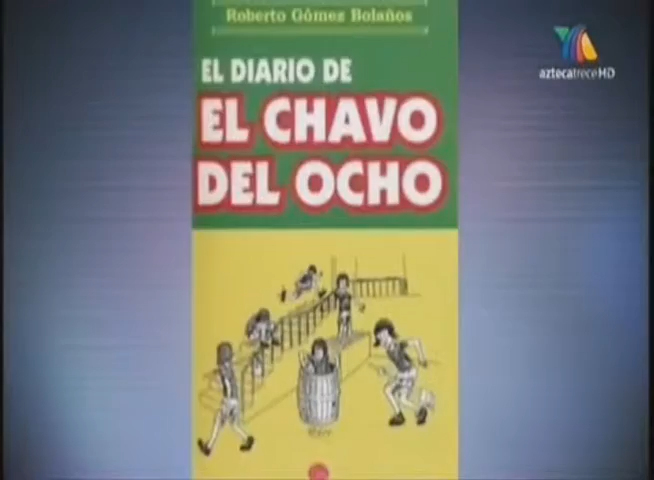 Roberto Gómez Bolaños
EL DIARIO DE
EL CHAVO
DEL OCHO
aztecatreceHD